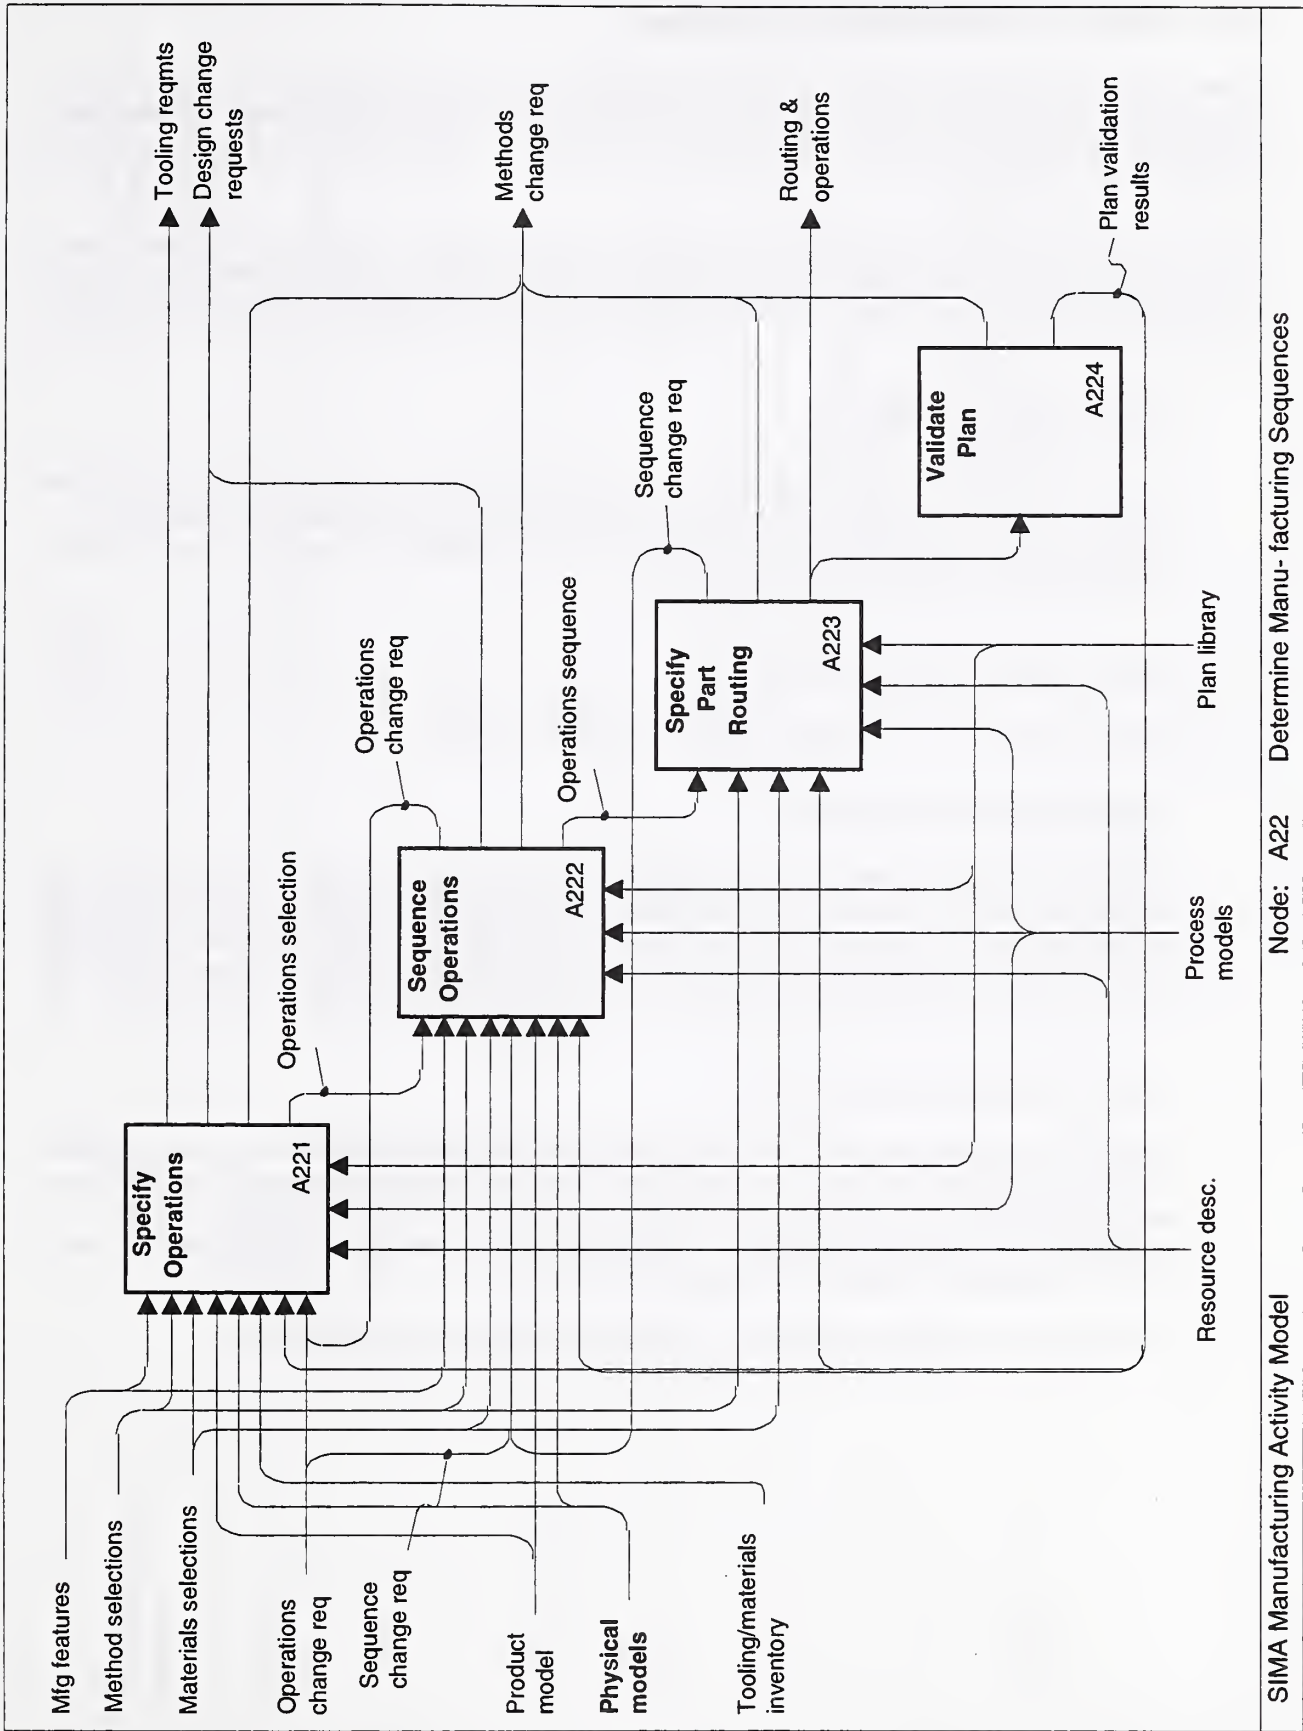 Tooling reqmts
Design change
requests
Methods
change req
Routing &
operations
Plan validation
results
Sequence
change req
Validate
Plan
A224
Operations
change req
Operations sequence
Specify
Part
Routing
A223
Plan library
Operations selection
Sequence
Operations
A222
Process
models
Specify
Operations
A221
Resource desc.
Mfg features
Method selections
Materials selections
Operations
change req
Sequence
change req
Product
model
Physical
models
Tooling/materials
inventory
SIMA Manufacturing Activity Model Node: A22 Determine Manu- facturing Sequences